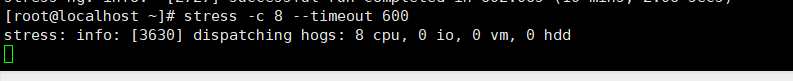 [root@localhost ~]# stress -c 8 --timeout 600
stress: info: [3630] dispatching hogs: 8 cpu, 0 io, 0 vm, 0 hdd